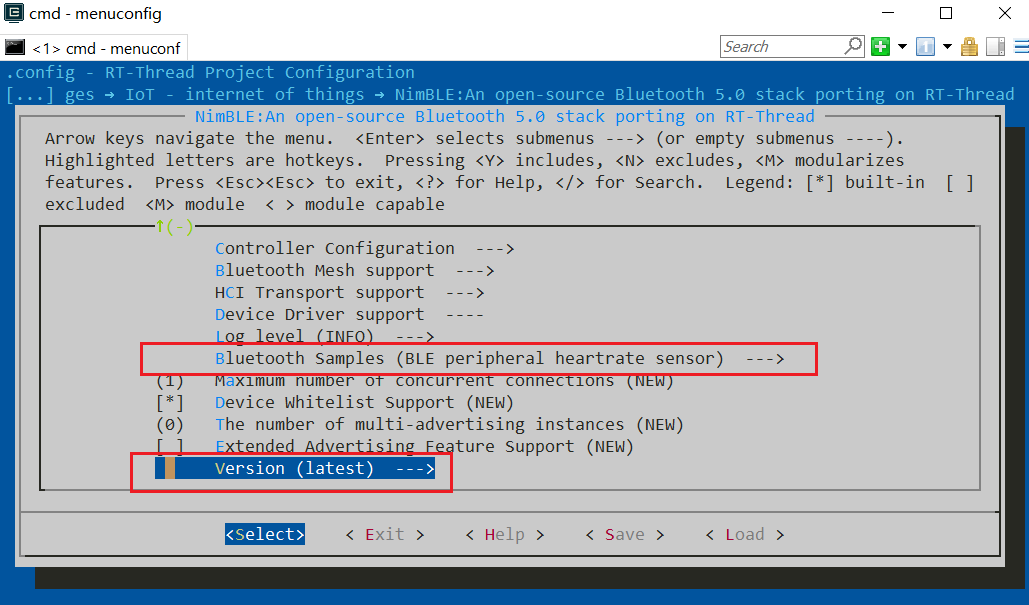 cmd - menuconfig
<1> cmd - menuconf
Search
.config - RT-Thread Project Configuration
[...] ges → IoT - internet of things → NimBLE:An open-source Bluetooth 5.0 stack porting on RT-Thread
NimBLE:An open-source Bluetooth 5.0 stack porting on RT-Thread
Arrow keys navigate the menu.  <Enter> selects submenus ---> (or empty submenus ----).
Highlighted letters are hotkeys.  Pressing <Y> includes, <N> excludes, <M> modularizes
features.  Press <Esc><Esc> to exit, <?> for Help, </> for Search.  Legend: [*] built-in  [ ]
excluded  <M> module  < > module capable
↑(-)
Controller Configuration  --->
Bluetooth Mesh support  --->
HCI Transport support  --->
Device Driver support  ----
Log level (INFO)  --->
Bluetooth Samples (BLE peripheral heartrate sensor)  --->
(1)   Maximum number of concurrent connections (NEW)
[*]   Device Whitelist Support (NEW)
(0)   The number of multi-advertising instances (NEW)
[ ]   Extended Advertising Feature Support (NEW)
Version (latest)  --->
<Select>    < Exit >    < Help >    < Save >    < Load >